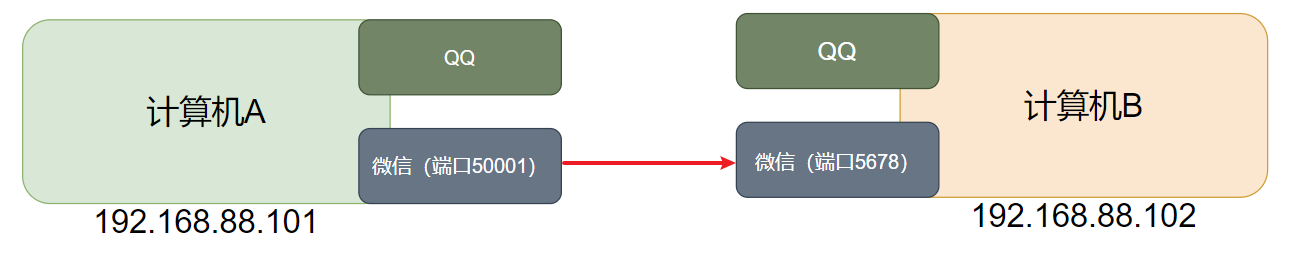 QQ
QQ
计算机A
计算机B
微信（端口50001）
微信（端口5678）
192.168.88.101
192.168.88.102